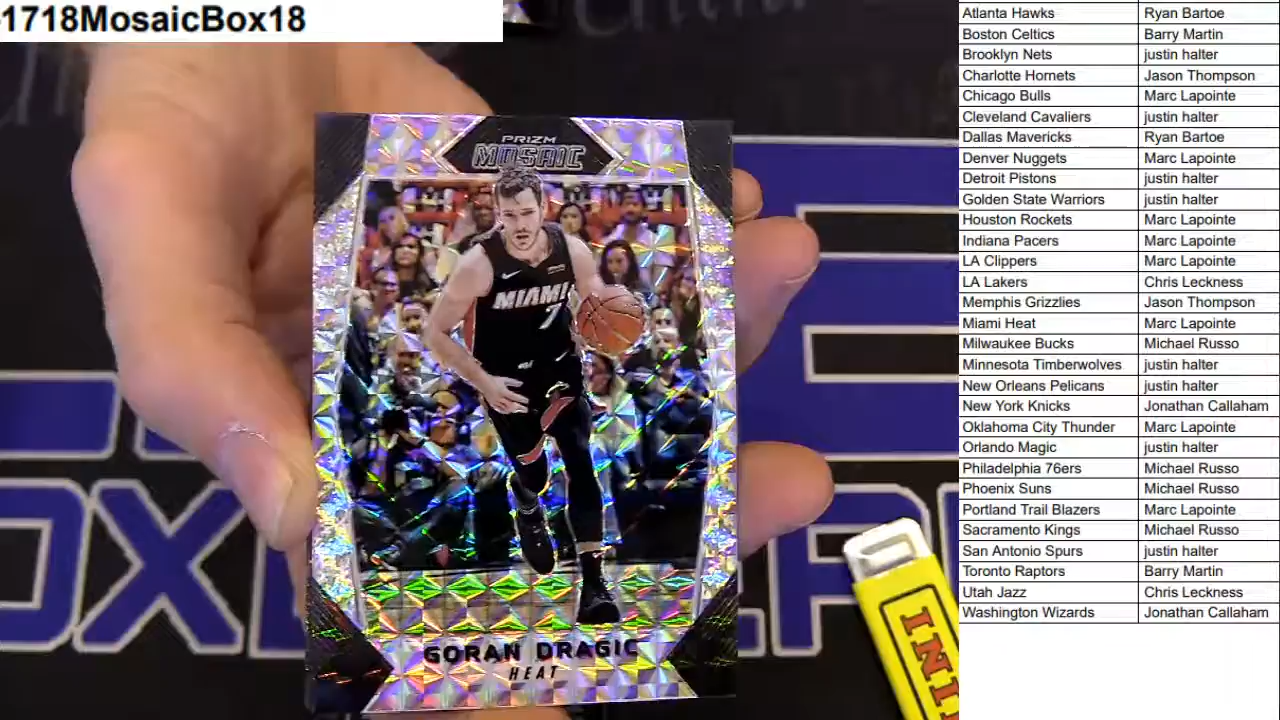 1718MosaicBox18
PRIZM
MOSAIC
MIAMI
7
GORAN DRAGIC
HEAT
Atlanta Hawks Ryan Bartoe
Boston Celtics Barry Martin
Brooklyn Nets justin halter
Charlotte Hornets Jason Thompson
Chicago Bulls Marc Lapointe
Cleveland Cavaliers justin halter
Dallas Mavericks Ryan Bartoe
Denver Nuggets Marc Lapointe
Detroit Pistons justin halter
Golden State Warriors justin halter
Houston Rockets Marc Lapointe
Indiana Pacers Marc Lapointe
LA Clippers Marc Lapointe
LA Lakers Chris Leckness
Memphis Grizzlies Jason Thompson
Miami Heat Marc Lapointe
Milwaukee Bucks Michael Russo
Minnesota Timberwolves justin halter
New Orleans Pelicans justin halter
New York Knicks Jonathan Callaham
Oklahoma City Thunder Marc Lapointe
Orlando Magic justin halter
Philadelphia 76ers Michael Russo
Phoenix Suns Michael Russo
Portland Trail Blazers Marc Lapointe
Sacramento Kings Michael Russo
San Antonio Spurs justin halter
Toronto Raptors Barry Martin
Utah Jazz Chris Leckness
Washington Wizards Jonathan Callaham